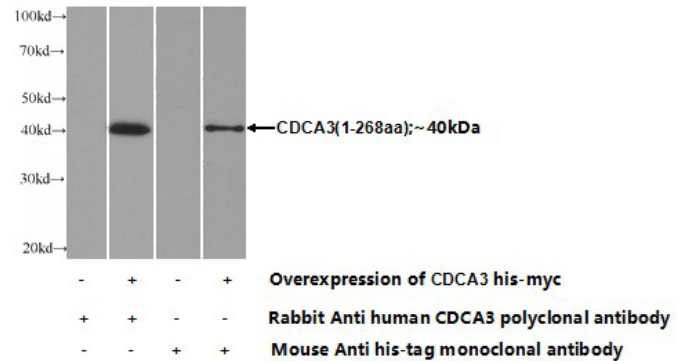 100kd→
70kd→
50kd→
40kd→
CDCA3(1-268aa);~40kDa
30kd→
20kd→
- + - + Overexpression of CDCA3 his-myc
+ + - - Rabbit Anti human CDCA3 polyclonal antibody
- - + + Mouse Anti his-tag monoclonal antibody